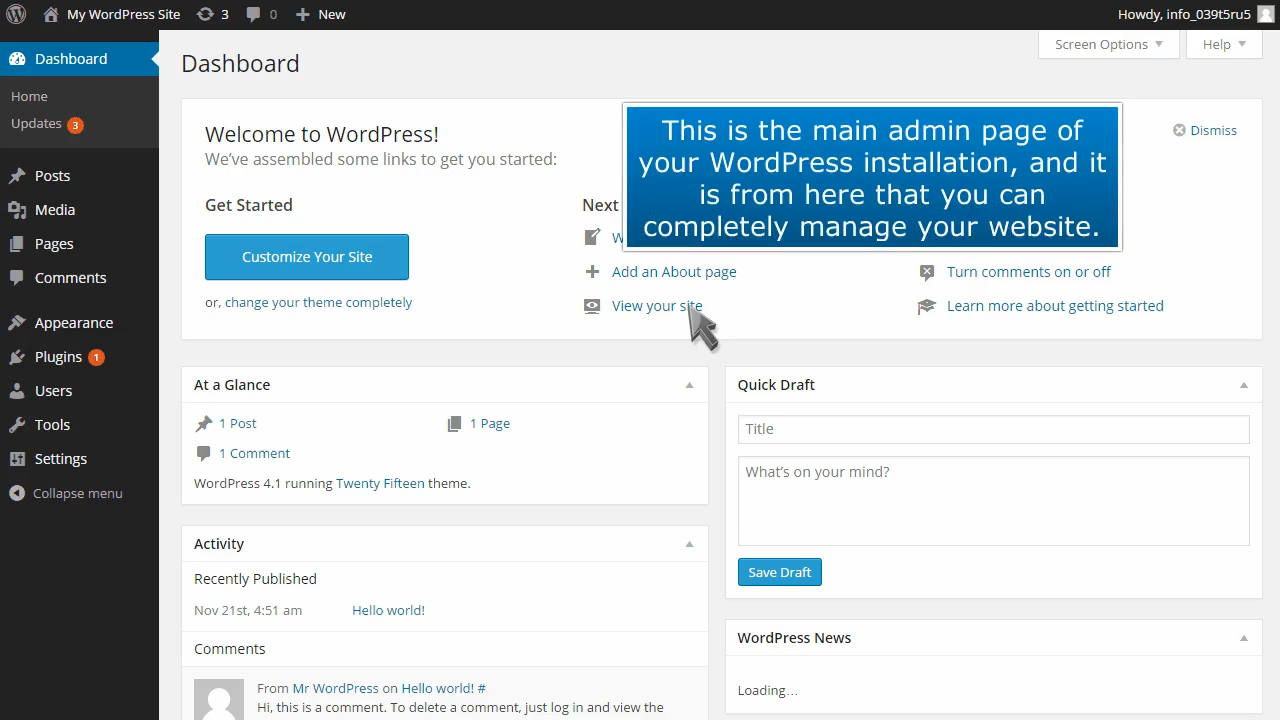 My WordPress Site 3 0 New Howdy, info_039t5ru5
Screen Options Help
Dashboard
Home
Updates 3
Posts
Media
Pages
Comments
Appearance
Plugins 1
Users
Tools
Settings
Collapse menu
Dashboard
Welcome to WordPress!
We've assembled some links to get you started:
Dismiss
This is the main admin page of
your WordPress installation, and it
is from here that you can
completely manage your website.
Get Started
Customize Your Site
or, change your theme completely
Next
Add an About page
View your site
Turn comments on or off
Learn more about getting started
At a Glance
1 Post 1 Page
1 Comment
WordPress 4.1 running Twenty Fifteen theme.
Activity
Recently Published
Nov 21st, 4:51 am Hello world!
Comments
From Mr WordPress on Hello world! #
Hi, this is a comment. To delete a comment, just log in and view the
Quick Draft
Title
What's on your mind?
Save Draft
WordPress News
Loading…